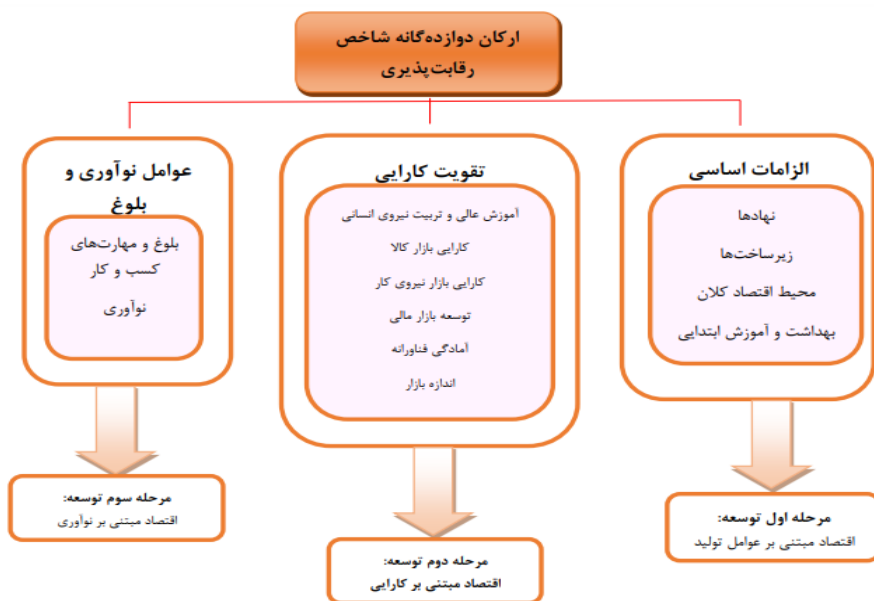 ارکان دوازده‌گانه شاخص
رقابت‌پذیری
الزامات اساسی
نهادها
زیرساخت‌ها
محیط اقتصاد کلان
بهداشت و آموزش ابتدایی
مرحله اول توسعه:
اقتصاد مبتنی بر عوامل تولید
تقویت کارایی
آموزش عالی و تربیت نیروی انسانی
کارایی بازار کالا
کارایی بازار نیروی کار
توسعه بازار مالی
آمادگی فناورانه
اندازه بازار
مرحله دوم توسعه:
اقتصاد مبتنی بر کارایی
عوامل نوآوری و
بلوغ
بلوغ و مهارت‌های
کسب و کار
نوآوری
مرحله سوم توسعه:
اقتصاد مبتنی بر نوآوری